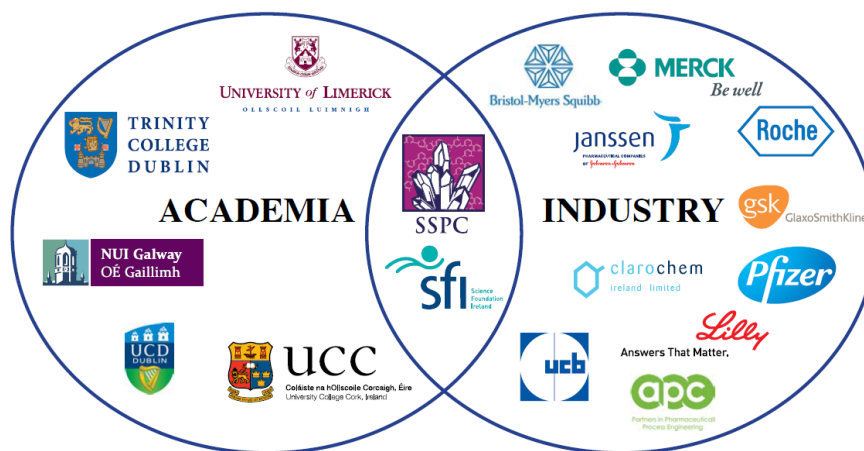 UNIVERSITY of LIMERICK
OLLSCOIL LUIMNIGH
TRINITY
COLLEGE
DUBLIN
ACADEMIA
NUI Galway
OÉ Gaillimh
UCD
DUBLIN
UCC
Coláiste na hOllscoile Corcaigh, Éire
University College Cork, Ireland
SSPC
sfi
Science
Foundation
Ireland
Bristol-Myers Squibb
MERCK
Be well
janssen
PHARMACEUTICAL COMPANIES
OF Johnson & Johnson
Roche
INDUSTRY
gsk
GlaxoSmithKline
clarochem
ireland limited
Pfizer
Lilly
Answers That Matter.
ucb
apc
Partners in Pharmaceutical
Process Engineering